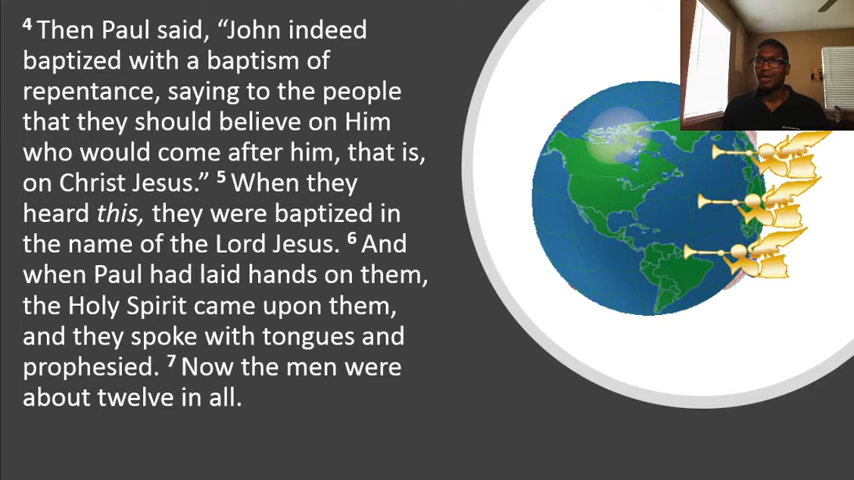 4 Then Paul said, “John indeed
baptized with a baptism of
repentance, saying to the people
that they should believe on Him
who would come after him, that is,
on Christ Jesus.” 5 When they
heard this, they were baptized in
the name of the Lord Jesus. 6 And
when Paul had laid hands on them,
the Holy Spirit came upon them,
and they spoke with tongues and
prophesied. 7 Now the men were
about twelve in all.